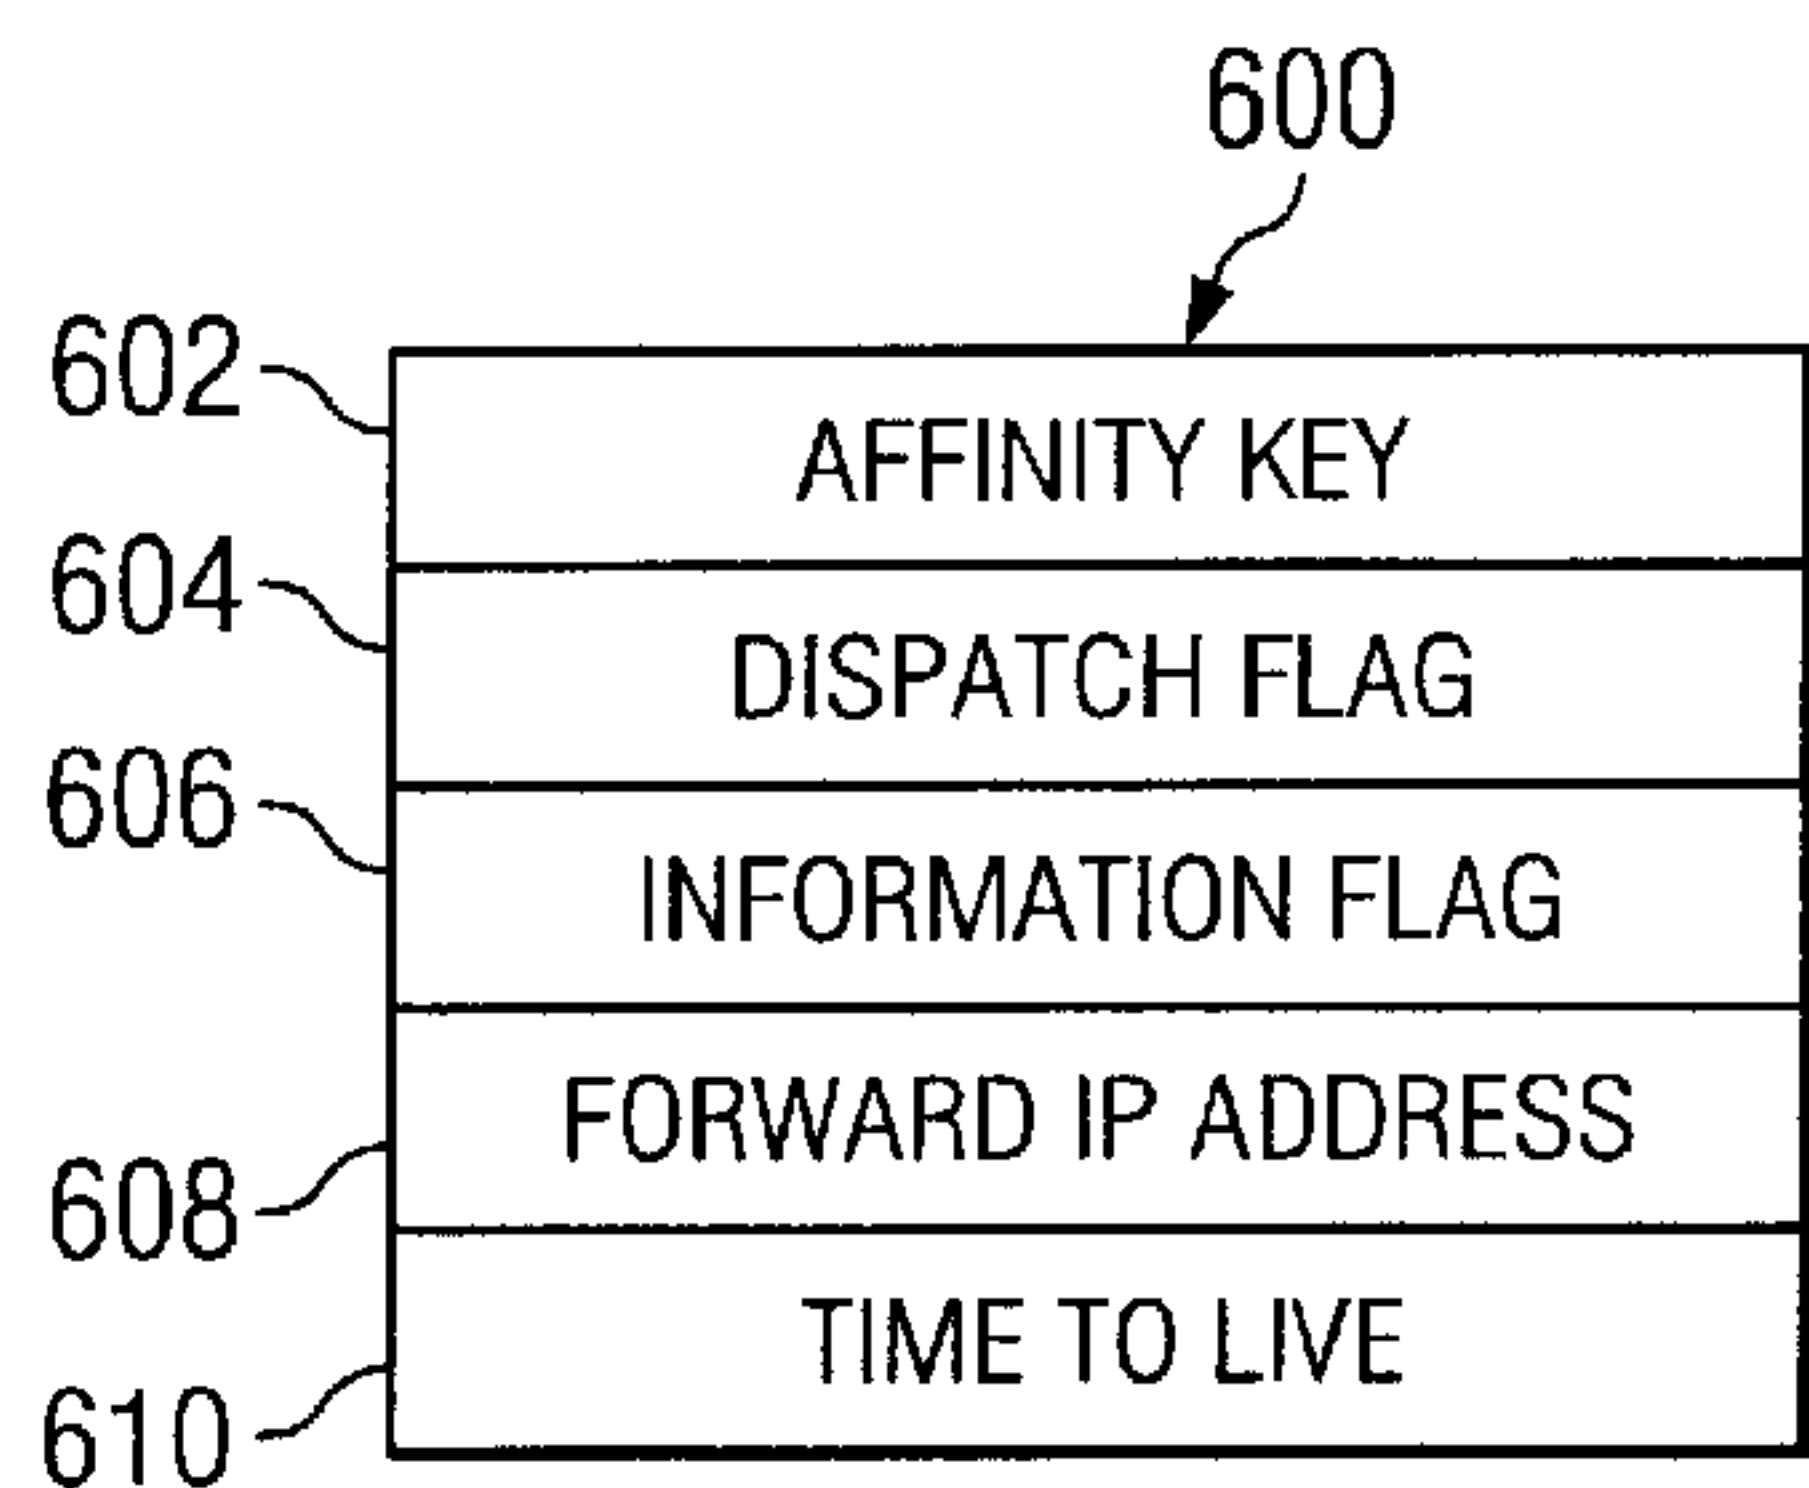 600
602
AFFINITY KEY
604
DISPATCH FLAG
606
INFORMATION FLAG
608
FORWARD IP ADDRESS
610
TIME TO LIVE